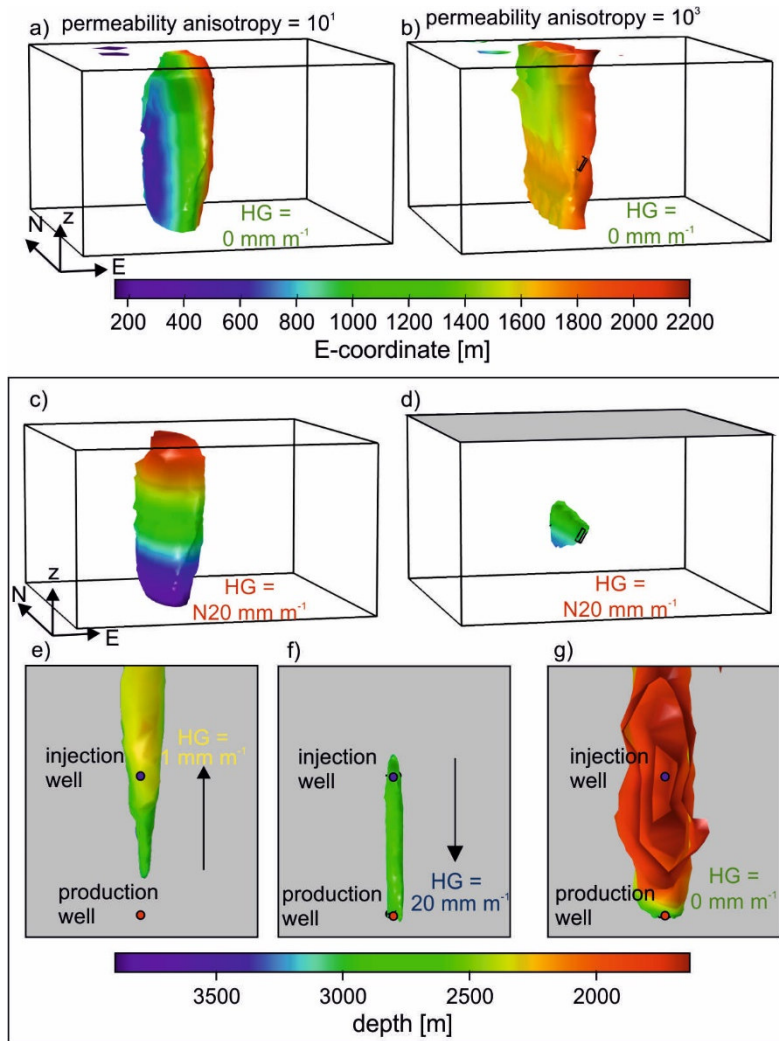 a) permeability anisotropy = 10¹
b) permeability anisotropy = 10³
HG =
0 mm m⁻¹
HG =
0 mm m⁻¹
N
z
E
200 400 600 800 1000 1200 1400 1600 1800 2000 2200
E-coordinate [m]
c)
d)
HG =
N20 mm m⁻¹
HG =
N20 mm m⁻¹
N
z
E
e)
f)
g)
HG =
1 mm m⁻¹
injection
well
production
well
injection
well
production
well
HG =
20 mm m⁻¹
injection
well
production
well
HG =
0 mm m⁻¹
3500 3000 2500 2000
depth [m]